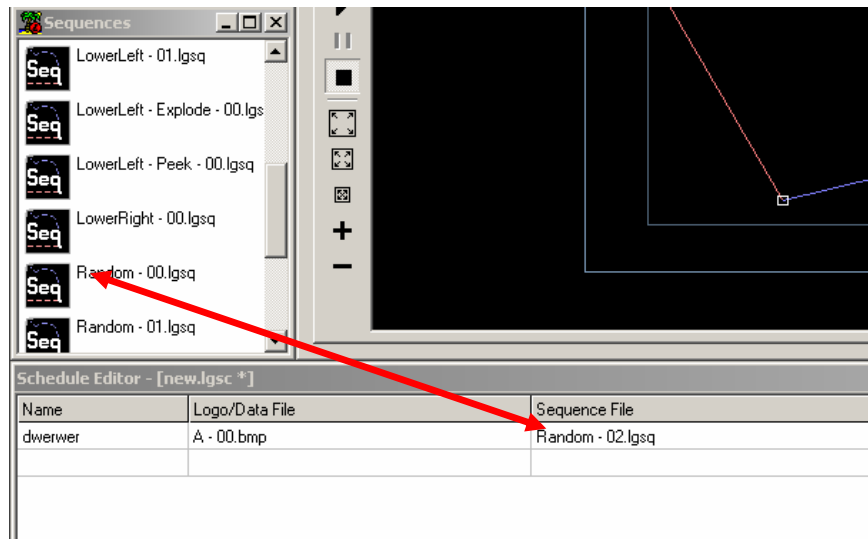 Sequences
LowerLeft - 01.lgsq
LowerLeft - Explode - 00.lgs
LowerLeft - Peek - 00.lgsq
LowerRight - 00.lgsq
Random - 00.lgsq
Random - 01.lgsq
Seq
Seq
Seq
Seq
Seq
Seq
Schedule Editor - [new.lgsc *]
Name Logo/Data File Sequence File
dwerwer A - 00.bmp Random - 02.lgsq